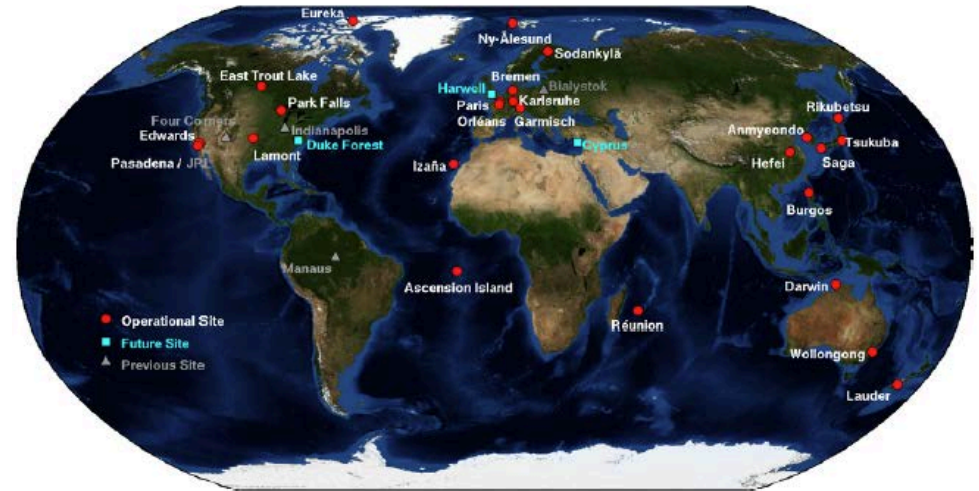 Eureka
Ny-Ålesund
Sodankylä
East Trout Lake
Bremen
Harwell
Bialystok
Park Falls
Paris
Karlsruhe
Rikubetsu
Four Corners
Orléans
Garmisch
Edwards
Indianapolis
Anmyeondo
Duke Forest
Cyprus
Tsukuba
Pasadena / JPL
Lamont
Izaña
Hefei
Saga
Burgos
Manaus
Ascension Island
Darwin
Réunion
Operational Site
Future Site
Wollongong
Previous Site
Lauder